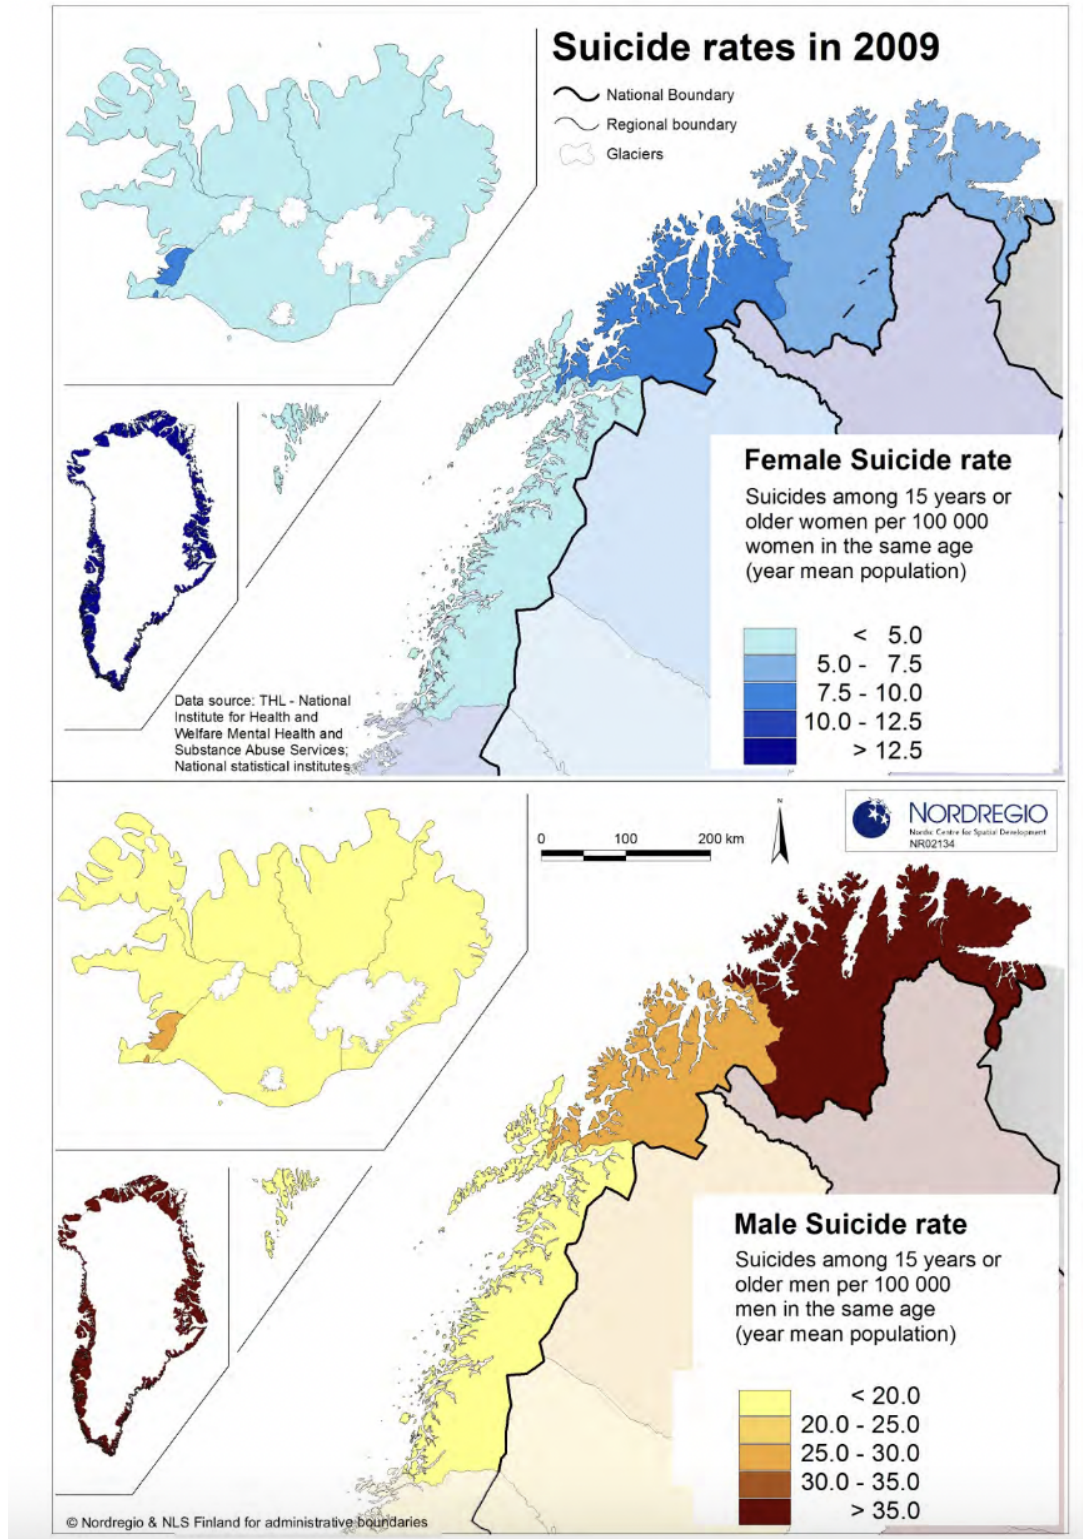 Suicide rates in 2009
National Boundary
Regional boundary
Glaciers
Female Suicide rate
Suicides among 15 years or
older women per 100 000
women in the same age
(year mean population)
< 5.0
5.0 - 7.5
7.5 - 10.0
10.0 - 12.5
> 12.5
Data source: THL - National
Institute for Health and
Welfare Mental Health and
Substance Abuse Services;
National statistical institutes
0 100 200 km
N
NORDREGIO
Nordic Centre for Spatial Development
NR02134
Male Suicide rate
Suicides among 15 years or
older men per 100 000
men in the same age
(year mean population)
< 20.0
20.0 - 25.0
25.0 - 30.0
30.0 - 35.0
> 35.0
© Nordregio & NLS Finland for administrative boundaries